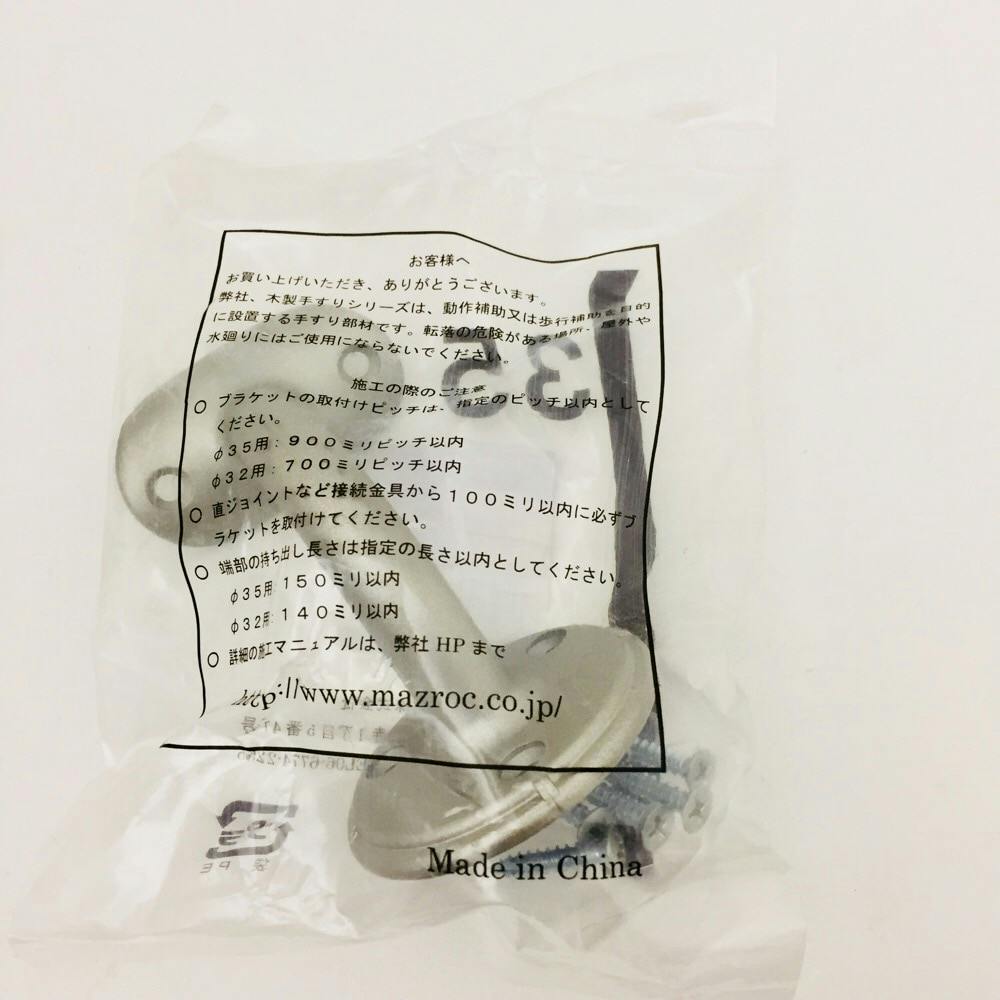 お客様へ
お買い上げいただき、ありがとうございます。
弊社、木製手すりシリーズは、動作補助又は歩行補助を目的
に設置する手すり部材です。転落の危険がある場所・屋外や
水廻りにはご使用にならないでください。
35
施工の際のご注意
○ ブラケットの取付けピッチは、指定のピッチ以内として
ください。
φ35用：900ミリピッチ以内
φ32用：700ミリピッチ以内
○ 直ジョイントなど接続金具から100ミリ以内に必ずブ
ラケットを取付けてください。
○ 端部の持ち出し長さは指定の長さ以内としてください。
φ35用：150ミリ以内
φ32用：140ミリ以内
○ 詳細の施工マニュアルは、弊社HPまで
http://www.mazroc.co.jp/
袋 PE
Made in China